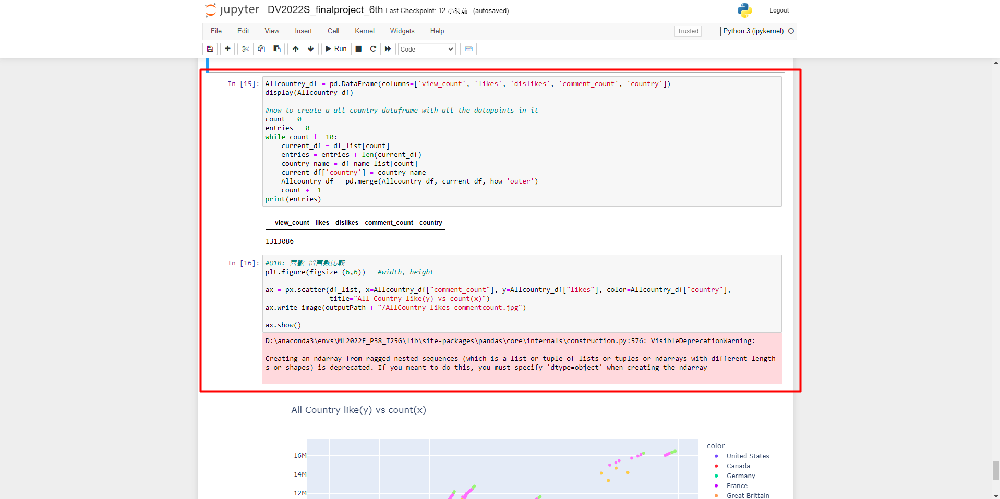 jupyter DV2022S_finalproject_6th Last Checkpoint: 12 小時前 (autosaved) Logout
File Edit View Insert Cell Kernel Widgets Help Trusted Python 3 (ipykernel)
Run Code
In [15]: Allcountry_df = pd.DataFrame(columns=['view_count', 'likes', 'dislikes', 'comment_count', 'country'])
display(Allcountry_df)
#now to create a all country dataframe with all the datapoints in it
count = 0
entries = 0
while count != 10:
    current_df = df_list[count]
    entries = entries + len(current_df)
    country_name = df_name_list[count]
    current_df['country'] = country_name
    Allcountry_df = pd.merge(Allcountry_df, current_df, how='outer')
    count += 1
print(entries)
view_count likes dislikes comment_count country
1313086
In [16]: #Q10: 喜歡 留言數比較
plt.figure(figsize=(6,6))   #width, height
ax = px.scatter(df_list, x=Allcountry_df["comment_count"], y=Allcountry_df["likes"], color=Allcountry_df["country"],
                title="All Country like(y) vs count(x)")
ax.write_image(outputPath + "/AllCountry_likes_commentcount.jpg")
ax.show()
D:\anaconda3\envs\ML2022F_P38_T25G\lib\site-packages\pandas\core\internals\construction.py:576: VisibleDeprecationWarning:
Creating an ndarray from ragged nested sequences (which is a list-or-tuple of lists-or-tuples-or ndarrays with different length
s or shapes) is deprecated. If you meant to do this, you must specify 'dtype=object' when creating the ndarray
All Country like(y) vs count(x)
color
16M
United States
Canada
14M
Germany
France
12M
Great Brittain